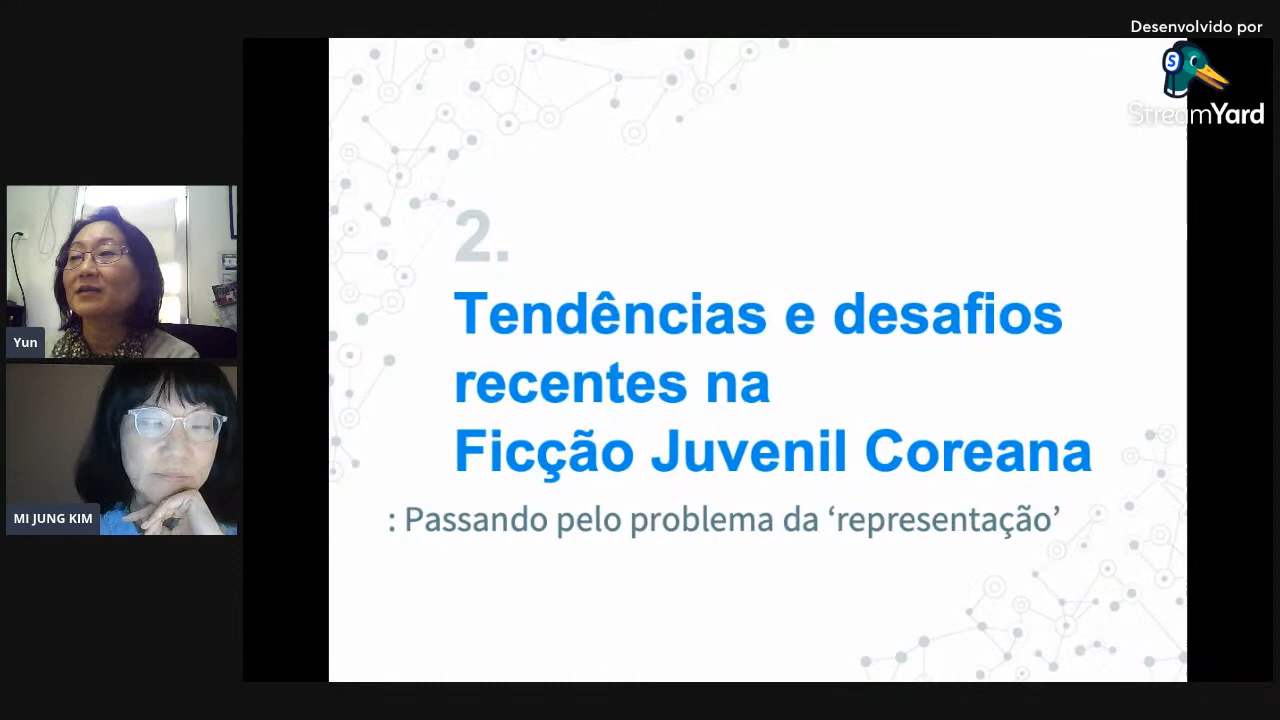 Desenvolvido por
StreamYard
2.
Tendências e desafios
recentes na
Ficção Juvenil Coreana
: Passando pelo problema da ‘representação’
Yun
MI JUNG KIM